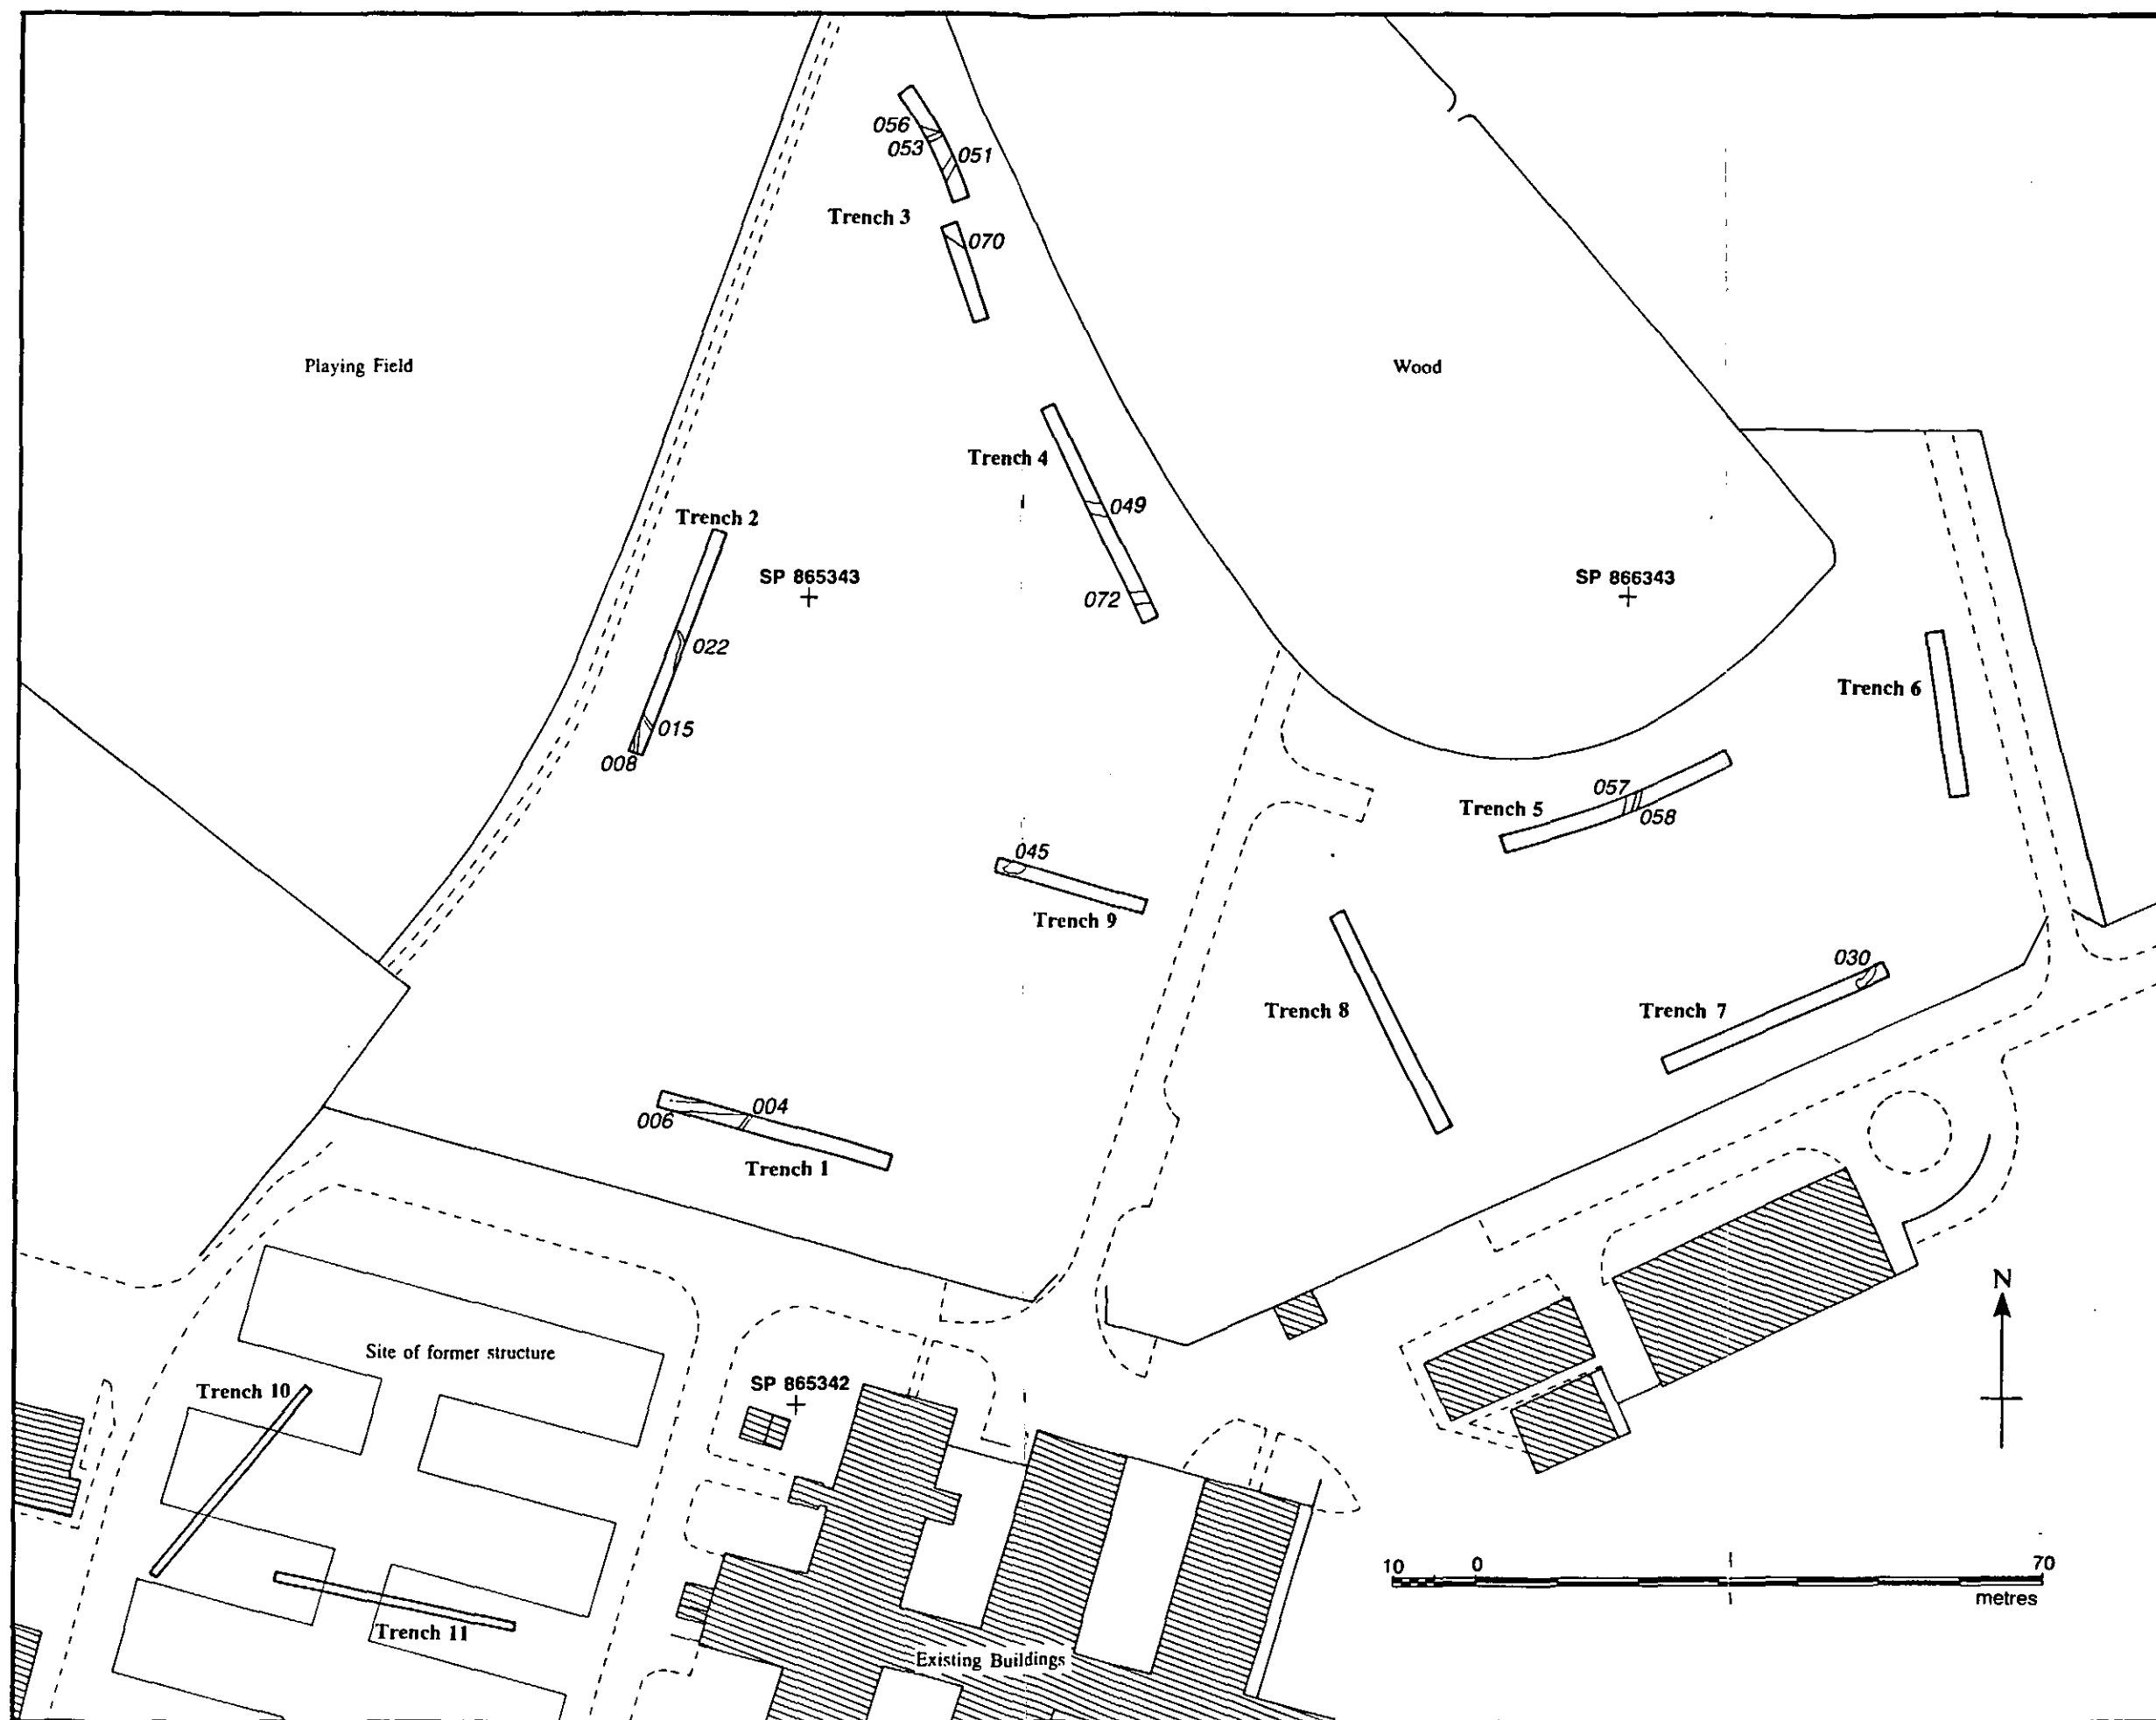 056
053
051
Trench 3
070
Playing Field
Wood
Trench 4
049
Trench 2
SP 865343
SP 866343
072
022
Trench 6
015
008
057
Trench 5
058
045
Trench 9
030
Trench 8
Trench 7
004
006
Trench 1
N
Site of former structure
Trench 10
SP 865342
10 0 70
metres
Trench 11
Existing Buildings